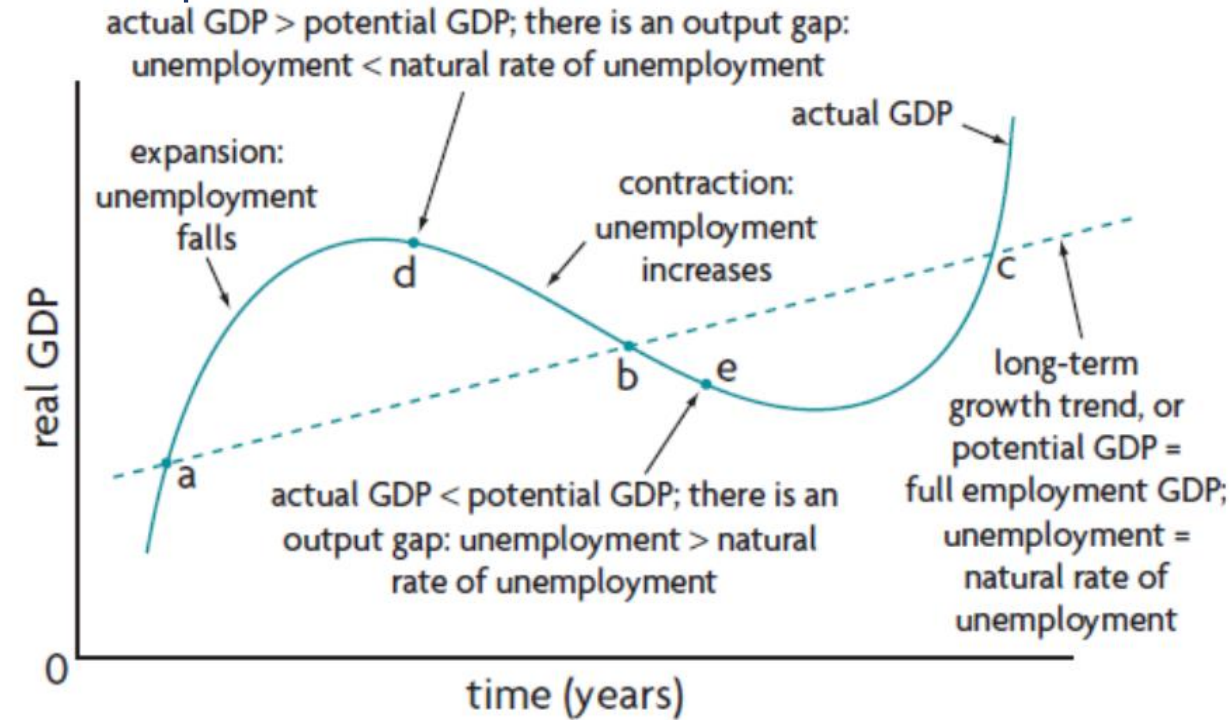 actual GDP > potential GDP; there is an output gap:
unemployment < natural rate of unemployment
actual GDP
expansion:
unemployment
falls
contraction:
unemployment
increases
d
c
b
e
a
real GDP
long-term
growth trend, or
potential GDP =
full employment GDP;
unemployment =
natural rate of
unemployment
actual GDP < potential GDP; there is an
output gap: unemployment > natural
rate of unemployment
0
time (years)